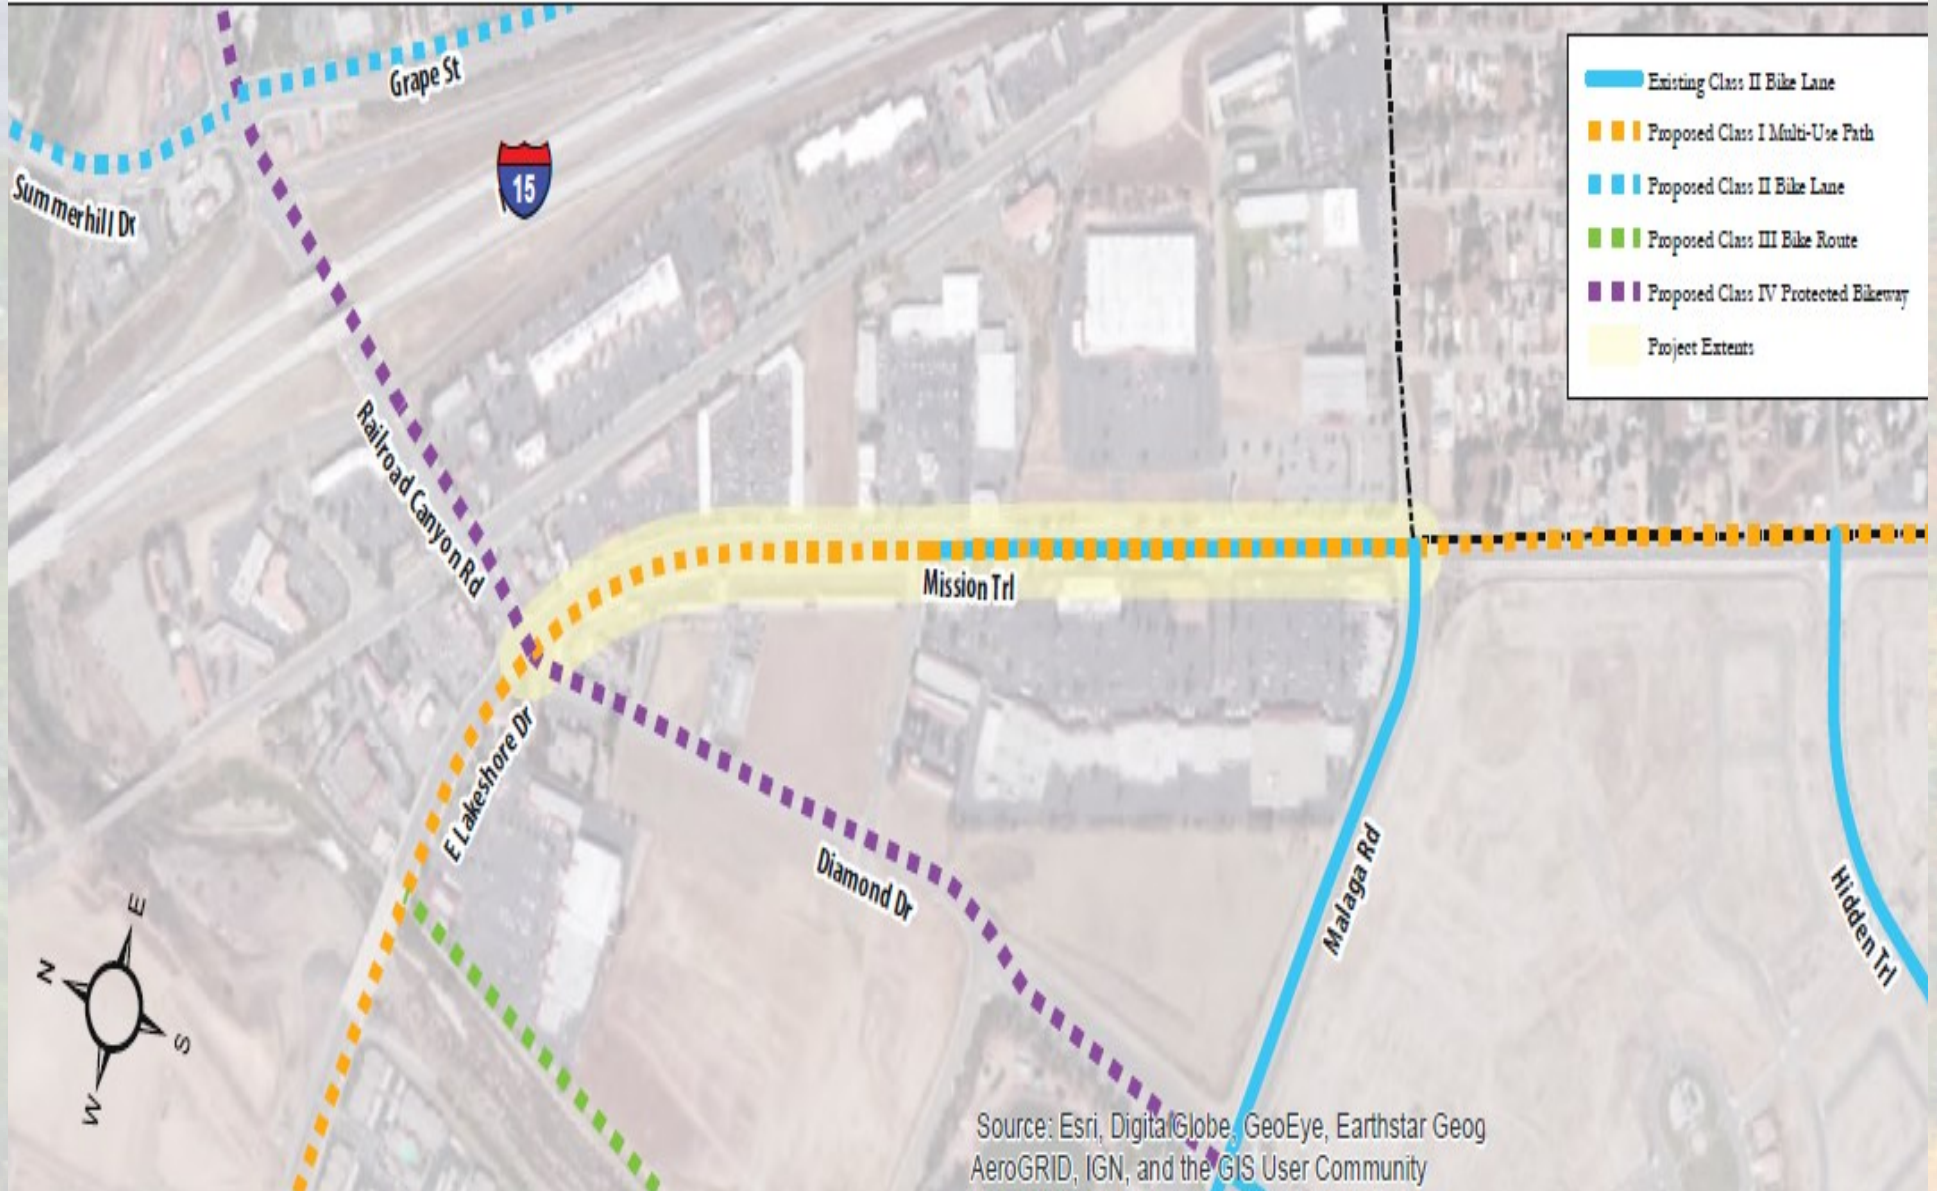 Grape St
Summerhill Dr
15
Existing Class II Bike Lane
Proposed Class I Multi-Use Path
Proposed Class II Bike Lane
Proposed Class III Bike Route
Proposed Class IV Protected Bikeway
Project Extents
Railroad Canyon Rd
Mission Trl
E Lakeshore Dr
Diamond Dr
Malaga Rd
Hidden Trl
E
N
S
W
Source: Esri, DigitalGlobe, GeoEye, Earthstar Geog
AeroGRID, IGN, and the GIS User Community